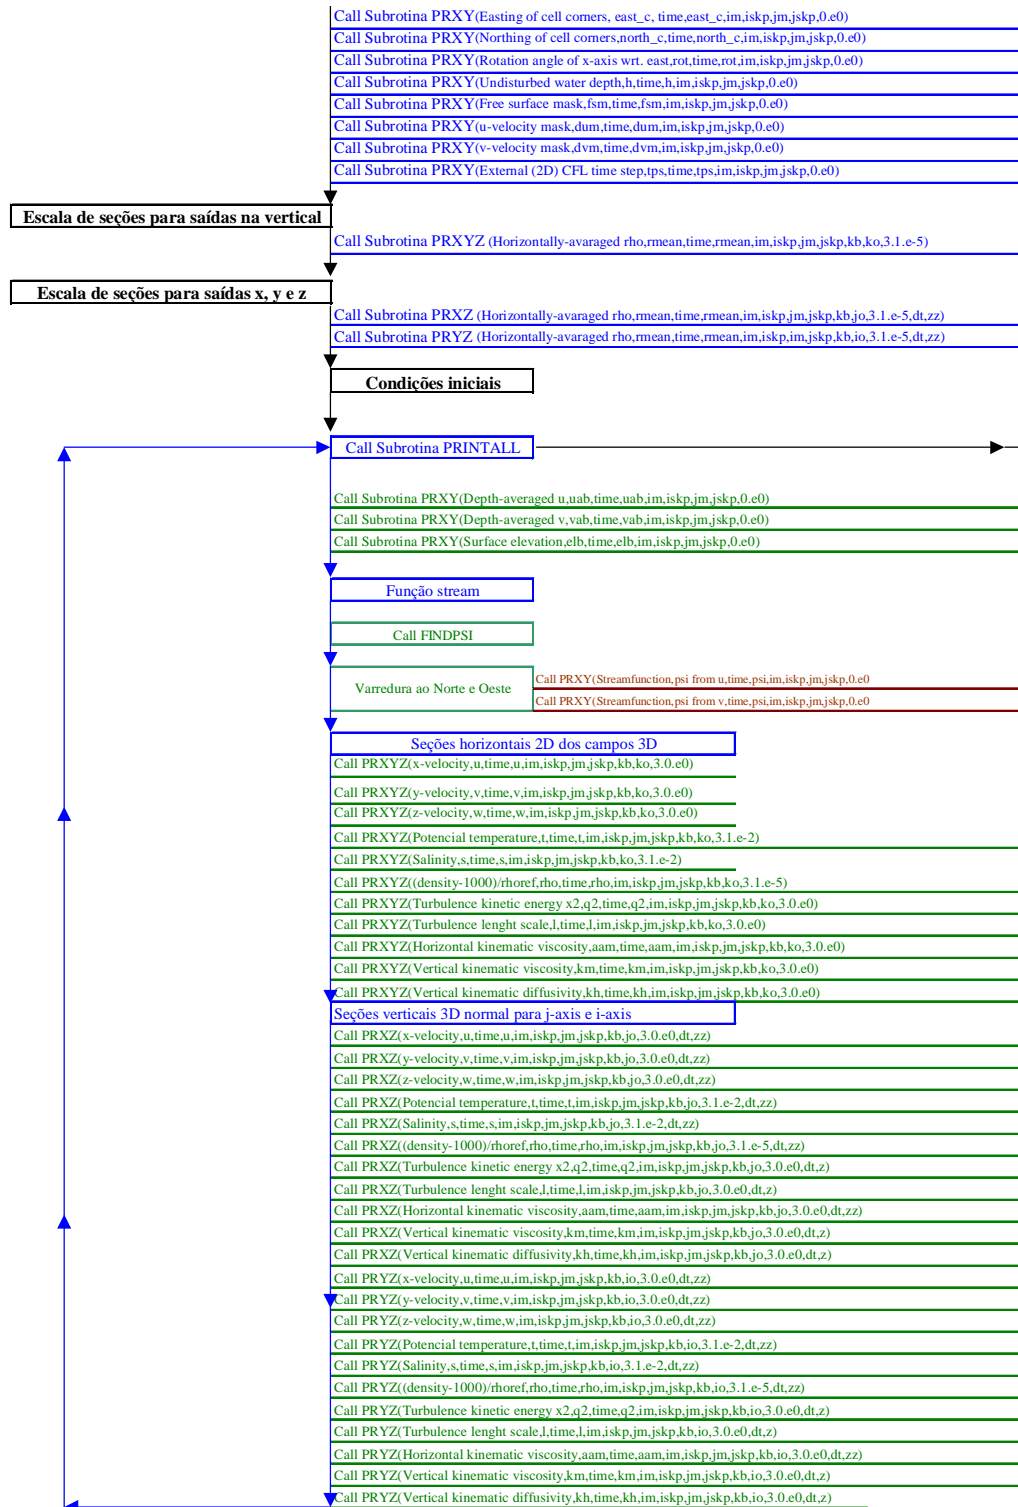 Call Subrotina PRXY(Easting of cell corners, east_c, time,east_c,im,iskp,jm,jskp,0.e0)
Call Subrotina PRXY(Northing of cell corners,north_c,time,north_c,im,iskp,jm,jskp,0.e0)
Call Subrotina PRXY(Rotation angle of x-axis wrt. east,rot,time,rot,im,iskp,jm,jskp,0.e0)
Call Subrotina PRXY(Undisturbed water depth,h,time,h,im,iskp,jm,jskp,0.e0)
Call Subrotina PRXY(Free surface mask,fsm,time,fsm,im,iskp,jm,jskp,0.e0)
Call Subrotina PRXY(u-velocity mask,dum,time,dum,im,iskp,jm,jskp,0.e0)
Call Subrotina PRXY(v-velocity mask,dvm,time,dvm,im,iskp,jm,jskp,0.e0)
Call Subrotina PRXY(External (2D) CFL time step,tps,time,tps,im,iskp,jm,jskp,0.e0)
Escala de seções para saídas na vertical
Call Subrotina PRXYZ (Horizontally-avaraged rho,rmean,time,rmean,im,iskp,jm,jskp,kb,ko,3.1.e-5)
Escala de seções para saídas x, y e z
Call Subrotina PRXZ (Horizontally-avaraged rho,rmean,time,rmean,im,iskp,jm,jskp,kb,jo,3.1.e-5,dt,zz)
Call Subrotina PRYZ (Horizontally-avaraged rho,rmean,time,rmean,im,iskp,im,jskp,kb,io,3.1.e-5,dt,zz)
Condições iniciais
Call Subrotina PRINTALL
Call Subrotina PRXY(Depth-averaged u,uab,time,uab,im,iskp,jm,jskp,0.e0)
Call Subrotina PRXY(Depth-averaged v,vab,time,vab,im,iskp,jm,jskp,0.e0)
Call Subrotina PRXY(Surface elevation,elb,time,elb,im,iskp,jm,jskp,0.e0)
Função stream
Call FINDPSI
Varredura ao Norte e Oeste
Call PRXY(Streamfunction,psi from u,time,psi,im,iskp,jm,jskp,0.e0
Call PRXY(Streamfunction,psi from v,time,psi,im,iskp,jm,jskp,0.e0
Seções horizontais 2D dos campos 3D
Call PRXYZ(x-velocity,u,time,u,im,iskp,jm,jskp,kb,ko,3.0.e0)
Call PRXYZ(y-velocity,v,time,v,im,iskp,jm,jskp,kb,ko,3.0.e0)
Call PRXYZ(z-velocity,w,time,w,im,iskp,jm,jskp,kb,ko,3.0.e0)
Call PRXYZ(Potencial temperature,t,time,t,im,iskp,jm,jskp,kb,ko,3.1.e-2)
Call PRXYZ(Salinity,s,time,s,im,iskp,jm,jskp,kb,ko,3.1.e-2)
Call PRXYZ((density-1000)/rhoref,rho,time,rho,im,iskp,jm,jskp,kb,ko,3.1.e-5)
Call PRXYZ(Turbulence kinetic energy x2,q2,time,q2,im,iskp,jm,jskp,kb,ko,3.0.e0)
Call PRXYZ(Turbulence lenght scale,l,time,l,im,iskp,jm,jskp,kb,ko,3.0.e0)
Call PRXYZ(Horizontal kinematic viscosity,aam,time,aam,im,iskp,jm,jskp,kb,ko,3.0.e0)
Call PRXYZ(Vertical kinematic viscosity,km,time,km,im,iskp,jm,jskp,kb,ko,3.0.e0)
Call PRXYZ(Vertical kinematic diffusivity,kh,time,kh,im,iskp,jm,jskp,kb,ko,3.0.e0)
Seções verticais 3D normal para j-axis e i-axis
Call PRXZ(x-velocity,u,time,u,im,iskp,jm,jskp,kb,jo,3.0.e0,dt,zz)
Call PRXZ(y-velocity,v,time,v,im,iskp,jm,jskp,kb,jo,3.0.e0,dt,zz)
Call PRXZ(z-velocity,w,time,w,im,iskp,jm,jskp,kb,jo,3.0.e0,dt,zz)
Call PRXZ(Potencial temperature,t,time,t,im,iskp,jm,jskp,kb,jo,3.1.e-2,dt,zz)
Call PRXZ(Salinity,s,time,s,im,iskp,jm,jskp,kb,jo,3.1.e-2,dt,zz)
Call PRXZ((density-1000)/rhoref,rho,time,rho,im,iskp,jm,jskp,kb,jo,3.1.e-5,dt,zz)
Call PRXZ(Turbulence kinetic energy x2,q2,time,q2,im,iskp,jm,jskp,kb,jo,3.0.e0,dt,z)
Call PRXZ(Turbulence lenght scale,l,time,l,im,iskp,jm,jskp,kb,jo,3.0.e0,dt,z)
Call PRXZ(Horizontal kinematic viscosity,aam,time,aam,im,iskp,jm,jskp,kb,jo,3.0.e0,dt,zz)
Call PRXZ(Vertical kinematic viscosity,km,time,km,im,iskp,jm,jskp,kb,jo,3.0.e0,dt,z)
Call PRXZ(Vertical kinematic diffusivity,kh,time,kh,im,iskp,jm,jskp,kb,jo,3.0.e0,dt,z)
Call PRYZ(x-velocity,u,time,u,im,iskp,jm,jskp,kb,io,3.0.e0,dt,zz)
Call PRYZ(y-velocity,v,time,v,im,iskp,jm,jskp,kb,io,3.0.e0,dt,zz)
Call PRYZ(z-velocity,w,time,w,im,iskp,jm,jskp,kb,io,3.0.e0,dt,zz)
Call PRYZ(Potencial temperature,t,time,t,im,iskp,jm,jskp,kb,io,3.1.e-2,dt,zz)
Call PRYZ(Salinity,s,time,s,im,iskp,jm,jskp,kb,io,3.1.e-2,dt,zz)
Call PRYZ((density-1000)/rhoref,rho,time,rho,im,iskp,jm,jskp,kb,io,3.1.e-5,dt,zz)
Call PRYZ(Turbulence kinetic energy x2,q2,time,q2,im,iskp,jm,jskp,kb,io,3.0.e0,dt,z)
Call PRYZ(Turbulence lenght scale,l,time,l,im,iskp,jm,jskp,kb,io,3.0.e0,dt,z)
Call PRYZ(Horizontal kinematic viscosity,aam,time,aam,im,iskp,jm,jskp,kb,io,3.0.e0,dt,zz)
Call PRYZ(Vertical kinematic viscosity,km,time,km,im,iskp,jm,jskp,kb,io,3.0.e0,dt,z)
Call PRYZ(Vertical kinematic diffusivity,kh,time,kh,im,iskp,jm,jskp,kb,io,3.0.e0,dt,z)